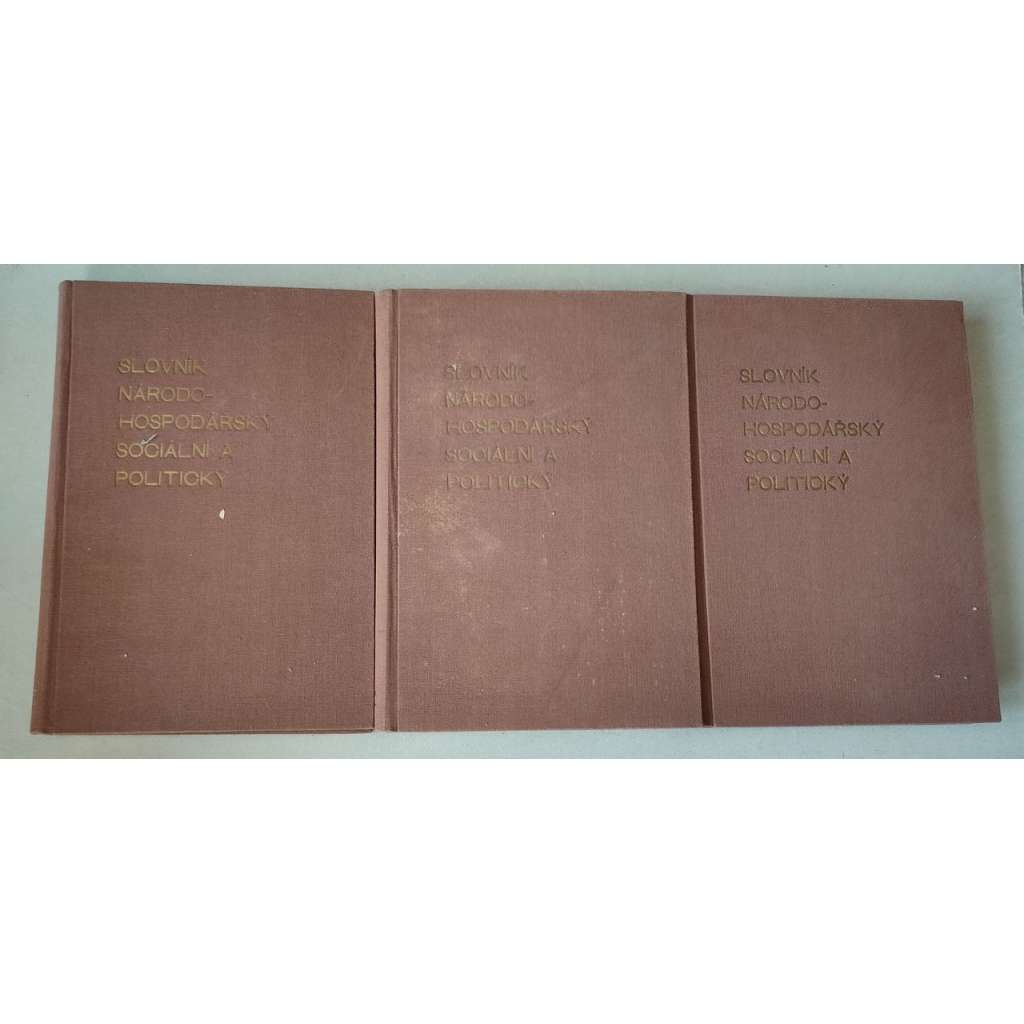 SLOVNÍK
NÁRODO-
HOSPODÁŘSKÝ
SOCIÁLNÍ A
POLITICKÝ
SLOVNÍK
NÁRODO-
HOSPODÁŘSKÝ
SOCIÁLNÍ A
POLITICKÝ
SLOVNÍK
NÁRODO-
HOSPODÁŘSKÝ
SOCIÁLNÍ A
POLITICKÝ